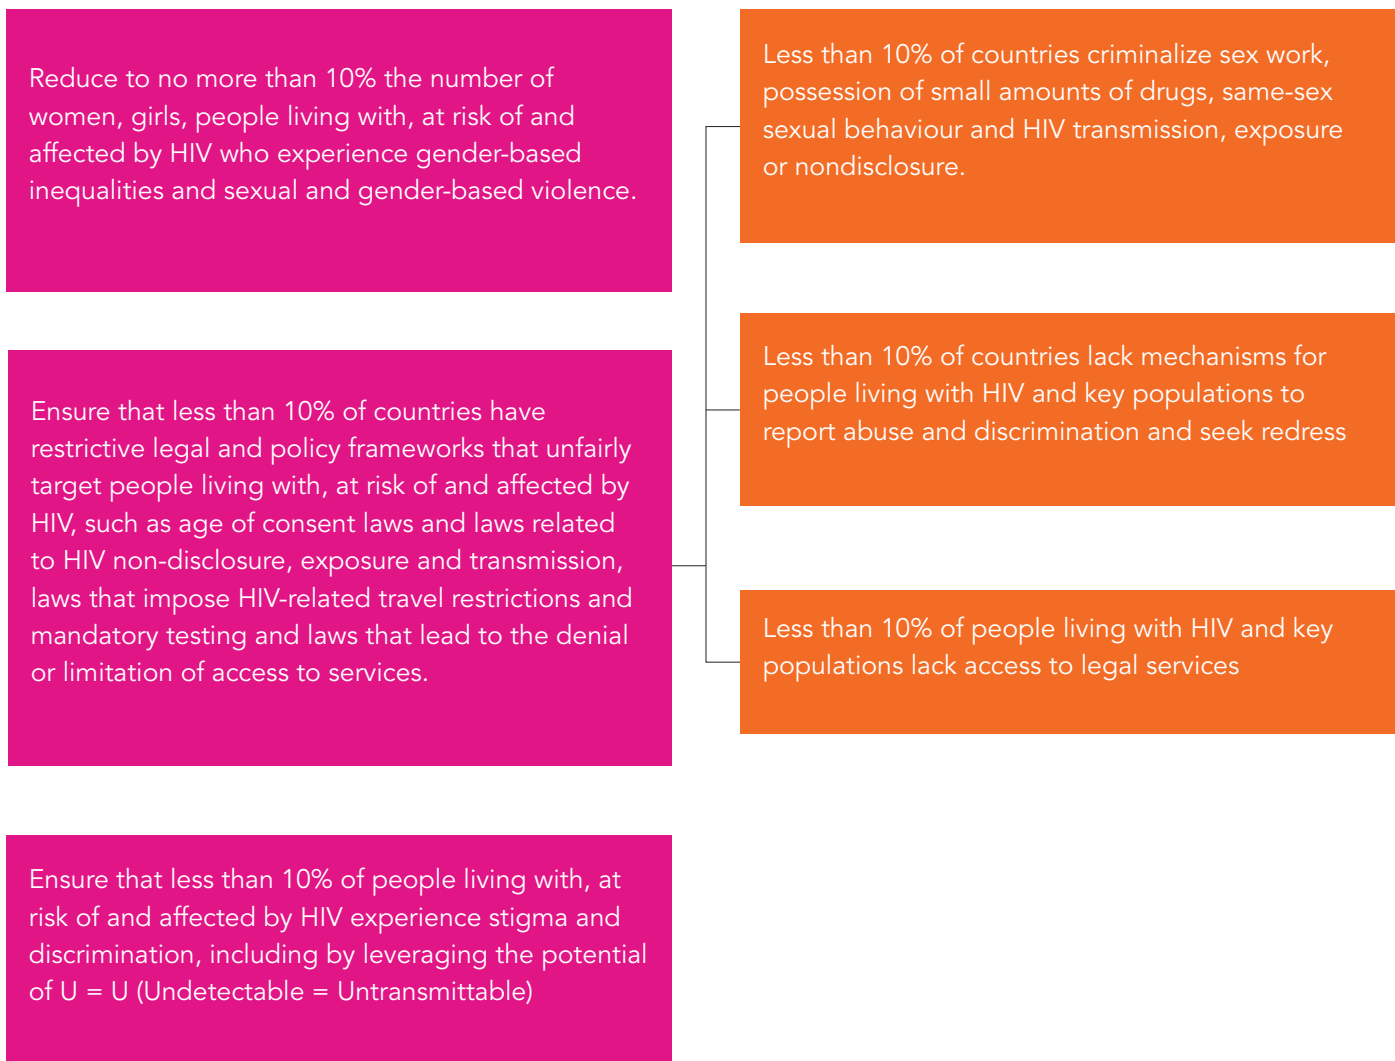 Reduce to no more than 10% the number of
women, girls, people living with, at risk of and
affected by HIV who experience gender-based
inequalities and sexual and gender-based violence.
Ensure that less than 10% of countries have
restrictive legal and policy frameworks that unfairly
target people living with, at risk of and affected by
HIV, such as age of consent laws and laws related
to HIV non-disclosure, exposure and transmission,
laws that impose HIV-related travel restrictions and
mandatory testing and laws that lead to the denial
or limitation of access to services.
Less than 10% of countries criminalize sex work,
possession of small amounts of drugs, same-sex
sexual behaviour and HIV transmission, exposure
or nondisclosure.
Less than 10% of countries lack mechanisms for
people living with HIV and key populations to
report abuse and discrimination and seek redress
Less than 10% of people living with HIV and key
populations lack access to legal services
Ensure that less than 10% of people living with, at
risk of and affected by HIV experience stigma and
discrimination, including by leveraging the potential
of U = U (Undetectable = Untransmittable)